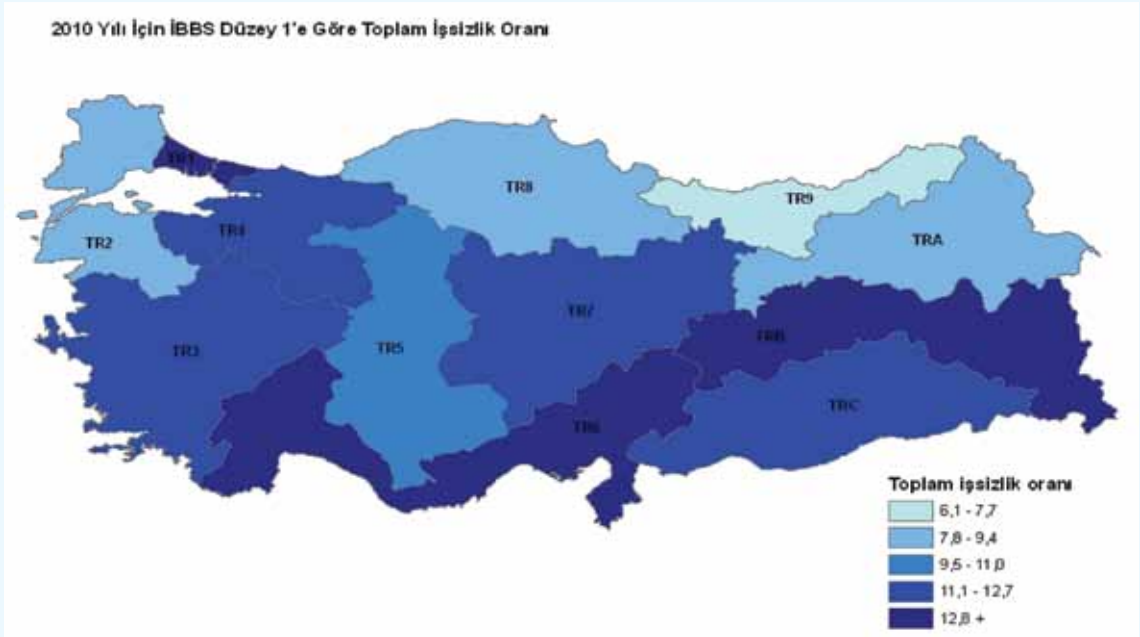 2010 Yılı İçin İBBS Düzey 1'e Göre Toplam İşsizlik Oranı
TR1
TR8
TR9
TR4
TR2
TRA
TR7
TRB
TR3
TR5
TRC
TR6
Toplam işsizlik oranı
6,1 - 7,7
7,8 - 9,4
9,5 - 11,0
11,1 - 12,7
12,8 +